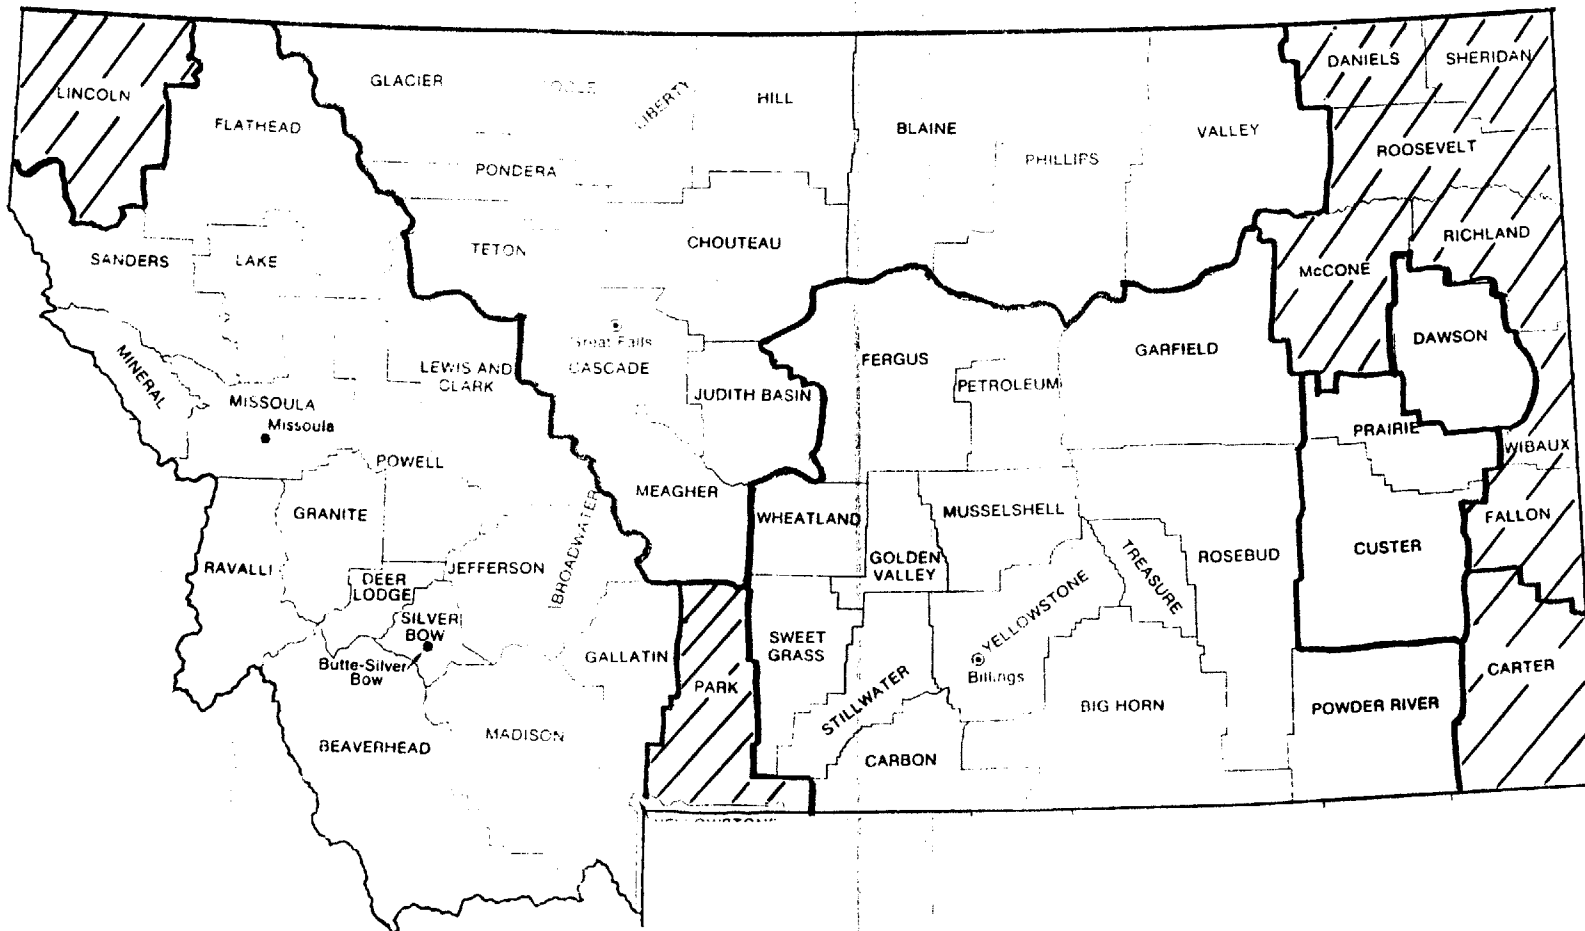 LINCOLN
FLATHEAD
GLACIER
LIBERTY
HILL
BLAINE
PHILLIPS
VALLEY
DANIELS
SHERIDAN
ROOSEVELT
PONDERA
SANDERS
LAKE
TETON
CHOUTEAU
McCONE
RICHLAND
MINERAL
MISSOULA
Missoula
LEWIS AND
CLARK
Great Falls
CASCADE
JUDITH BASIN
FERGUS
PETROLEUM
GARFIELD
DAWSON
PRAIRIE
WIBAUX
POWELL
GRANITE
MEAGHER
BROADWATER
WHEATLAND
GOLDEN
VALLEY
MUSSELSHELL
TREASURE
ROSEBUD
CUSTER
FALLON
RAVALLI
DEER
LODGE
JEFFERSON
SILVER
BOW
Butte-Silver
Bow
GALLATIN
PARK
SWEET
GRASS
STILLWATER
YELLOWSTONE
Billings
BIG HORN
POWDER RIVER
CARTER
BEAVERHEAD
MADISON
CARBON